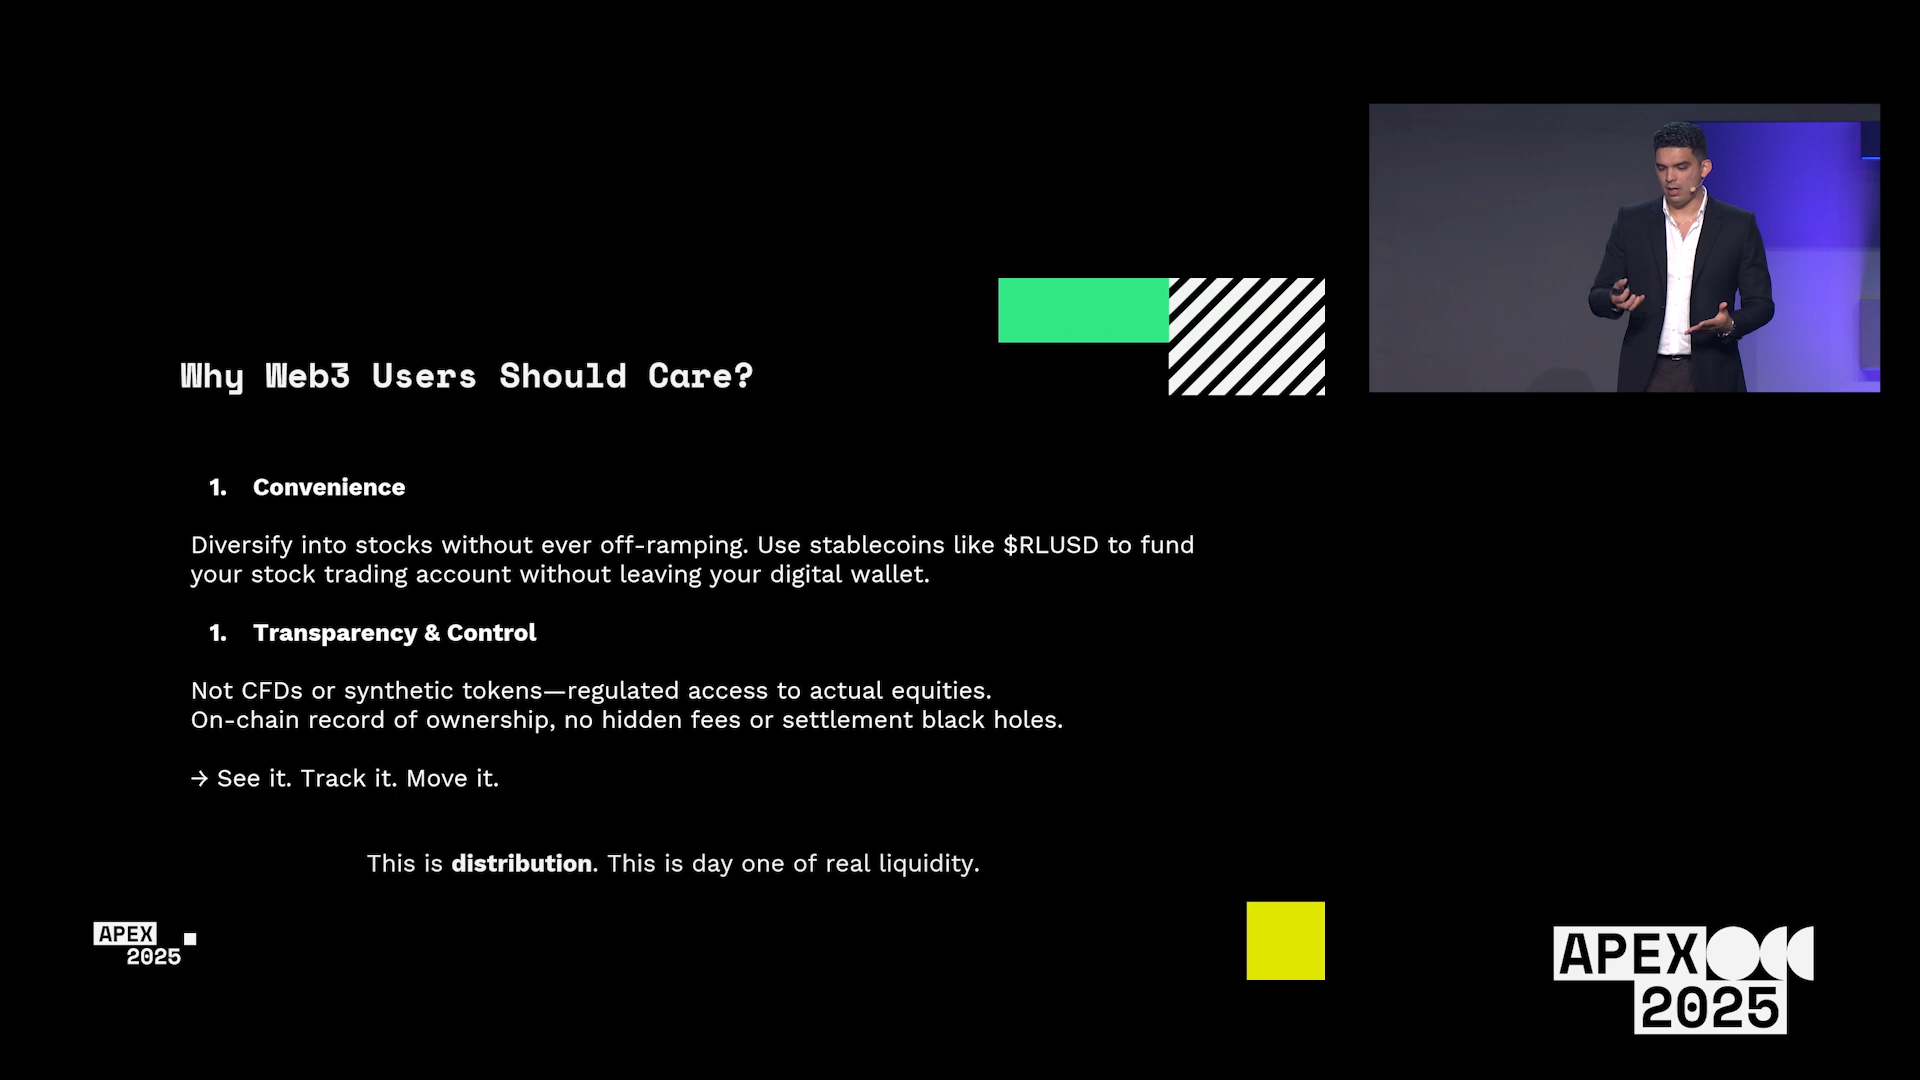 Why Web3 Users Should Care?
1. Convenience
Diversify into stocks without ever off-ramping. Use stablecoins like $RLUSD to fund
your stock trading account without leaving your digital wallet.
1. Transparency & Control
Not CFDs or synthetic tokens—regulated access to actual equities.
On-chain record of ownership, no hidden fees or settlement black holes.
→ See it. Track it. Move it.
This is distribution. This is day one of real liquidity.
APEX
2025
APEX
2025